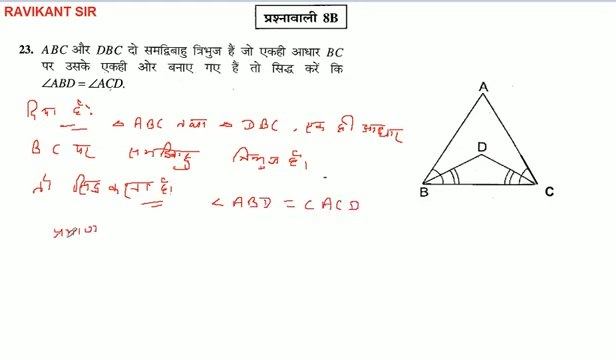 RAVIKANT SIR
प्रश्नावली 8B
23. ABC और DBC दो समद्विबाहु त्रिभुज हैं जो एकही आधार BC
पर उसके एकही ओर बनाए गए हैं तो सिद्ध करें कि
∠ABD = ∠ACD.
दिया है:
△ ABC तथा △ DBC, एक ही आधार
BC पर समद्विबाहु त्रिभुज है।
तो सिद्ध करना है।
∠ABD = ∠ACD
प्रमाण
A
D
B
C